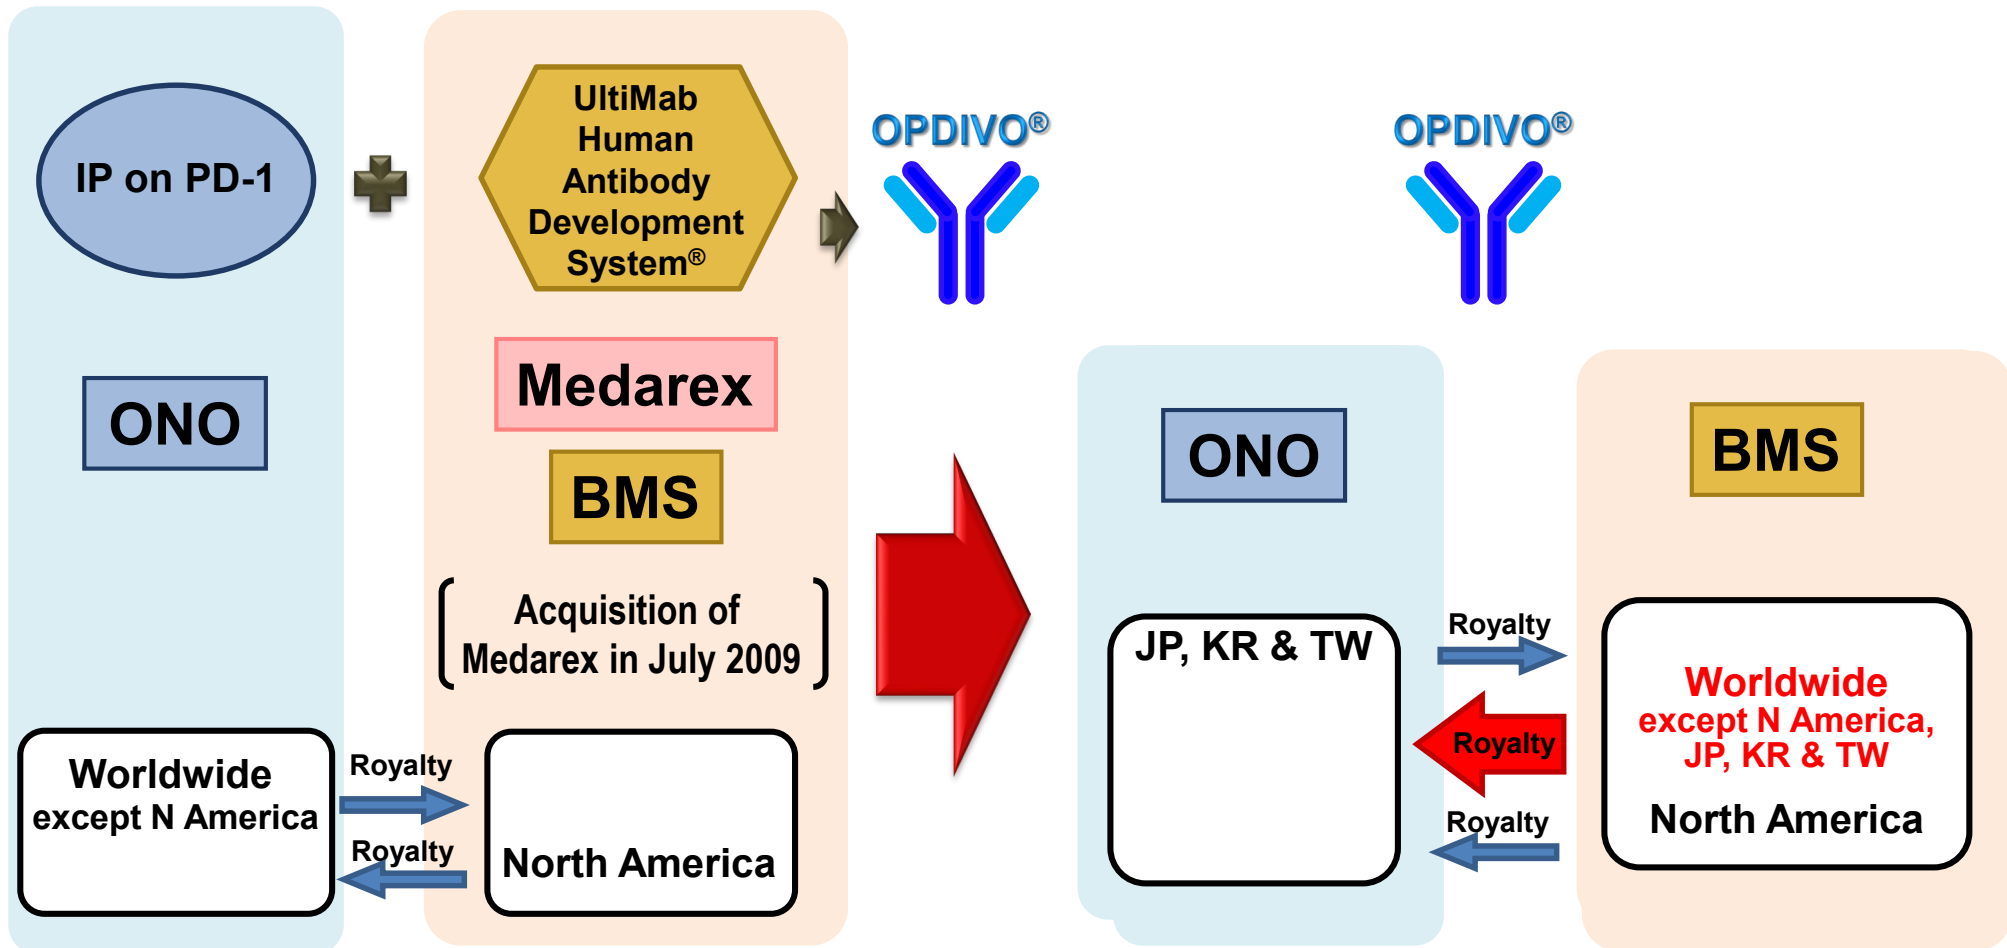 IP on PD-1
UltiMab
Human
Antibody
Development
System®
OPDIVO®
OPDIVO®
ONO
Medarex
BMS
Acquisition of
Medarex in July 2009
Worldwide
except N America
Royalty
Royalty
North America
ONO
BMS
JP, KR & TW
Royalty
Royalty
Royalty
Worldwide
except N America,
JP, KR & TW
North America